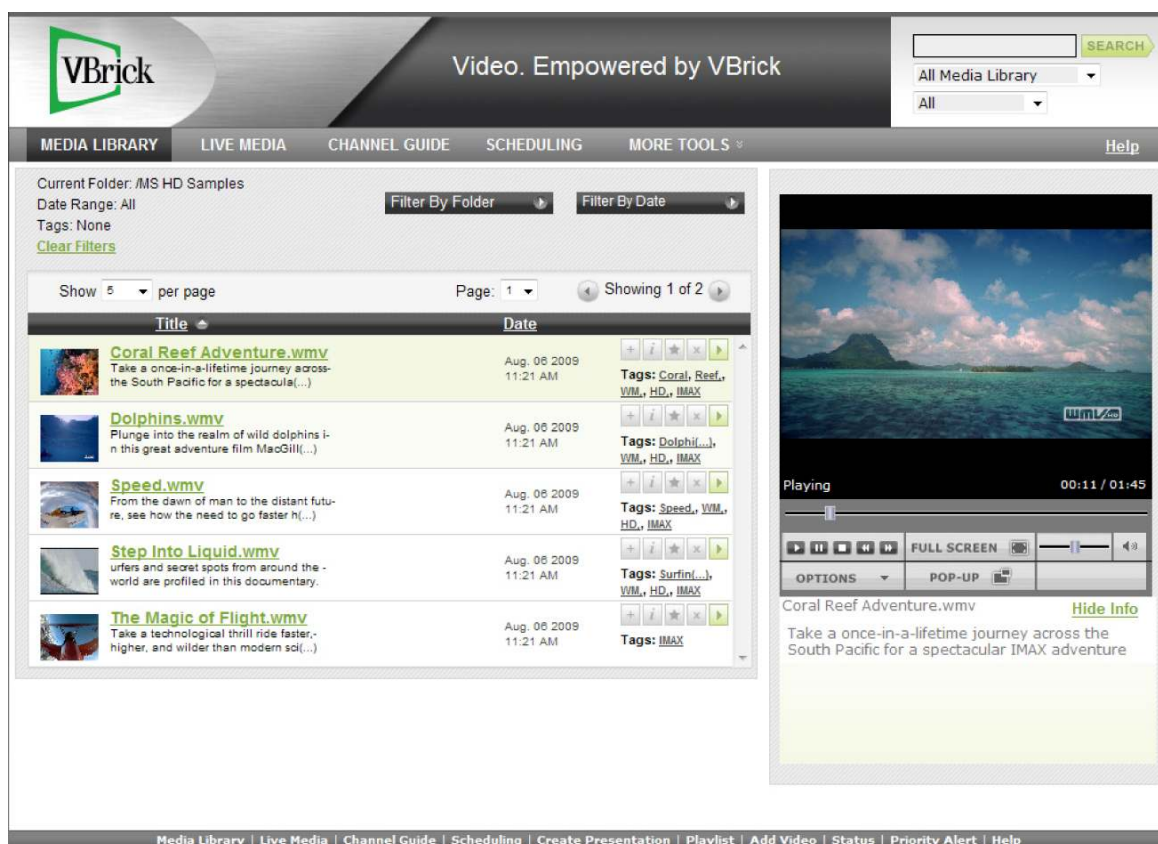 VBrick
Video. Empowered by VBrick
SEARCH
All Media Library
All
MEDIA LIBRARY LIVE MEDIA CHANNEL GUIDE SCHEDULING MORE TOOLS Help
Current Folder: /MS HD Samples
Date Range: All
Tags: None
Clear Filters
Filter By Folder Filter By Date
Show 5 per page Page: 1 Showing 1 of 2
Title Date
Coral Reef Adventure.wmv
Take a once-in-a-lifetime journey across-
the South Pacific for a spectacula(...)
Aug. 06 2009
11:21 AM
Tags: Coral, Reef,,
WM,, HD,, IMAX
Dolphins.wmv
Plunge into the realm of wild dolphins i-
n this great adventure film MacGill(...)
Aug. 06 2009
11:21 AM
Tags: Dolphi(...),
WM,, HD,, IMAX
Speed.wmv
From the dawn of man to the distant futu-
re, see how the need to go faster h(...)
Aug. 06 2009
11:21 AM
Tags: Speed,, WM,,
HD,, IMAX
Step Into Liquid.wmv
urfers and secret spots from around the -
world are profiled in this documentary.
Aug. 06 2009
11:21 AM
Tags: Surfin(...),
WM,, HD,, IMAX
The Magic of Flight.wmv
Take a technological thrill ride faster,-
higher, and wilder than modern sci(...)
Aug. 06 2009
11:21 AM
Tags: IMAX
WMV HD
Playing 00:11 / 01:45
FULL SCREEN
OPTIONS POP-UP
Coral Reef Adventure.wmv Hide Info
Take a once-in-a-lifetime journey across the
South Pacific for a spectacular IMAX adventure
Media Library | Live Media | Channel Guide | Scheduling | Create Presentation | Playlist | Add Video | Status | Priority Alert | Help